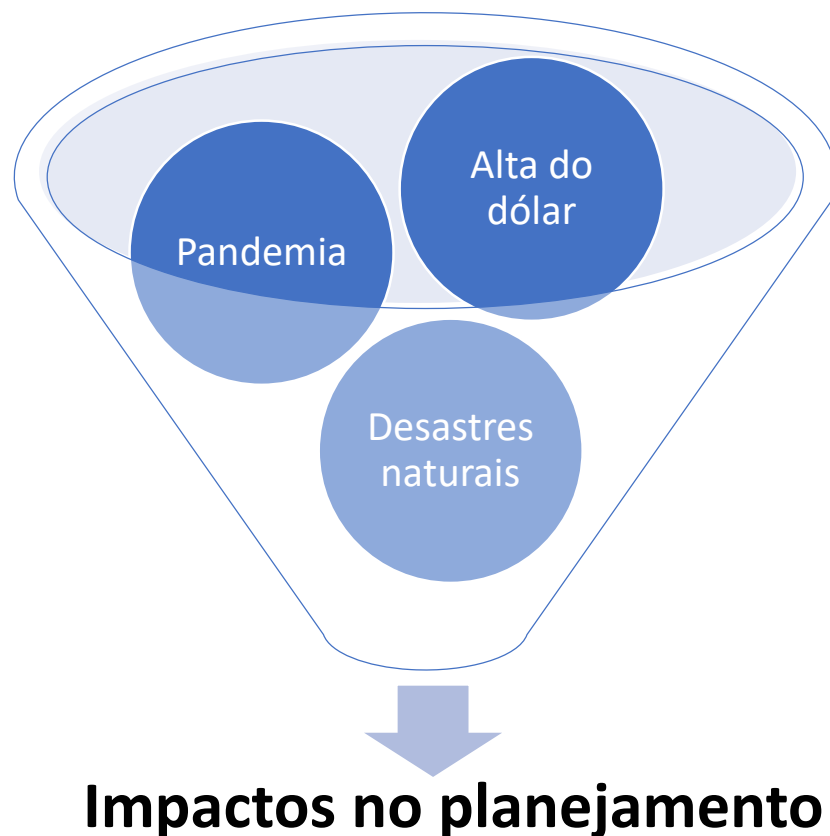 Alta do
dólar
Pandemia
Desastres
naturais
Impactos no planejamento